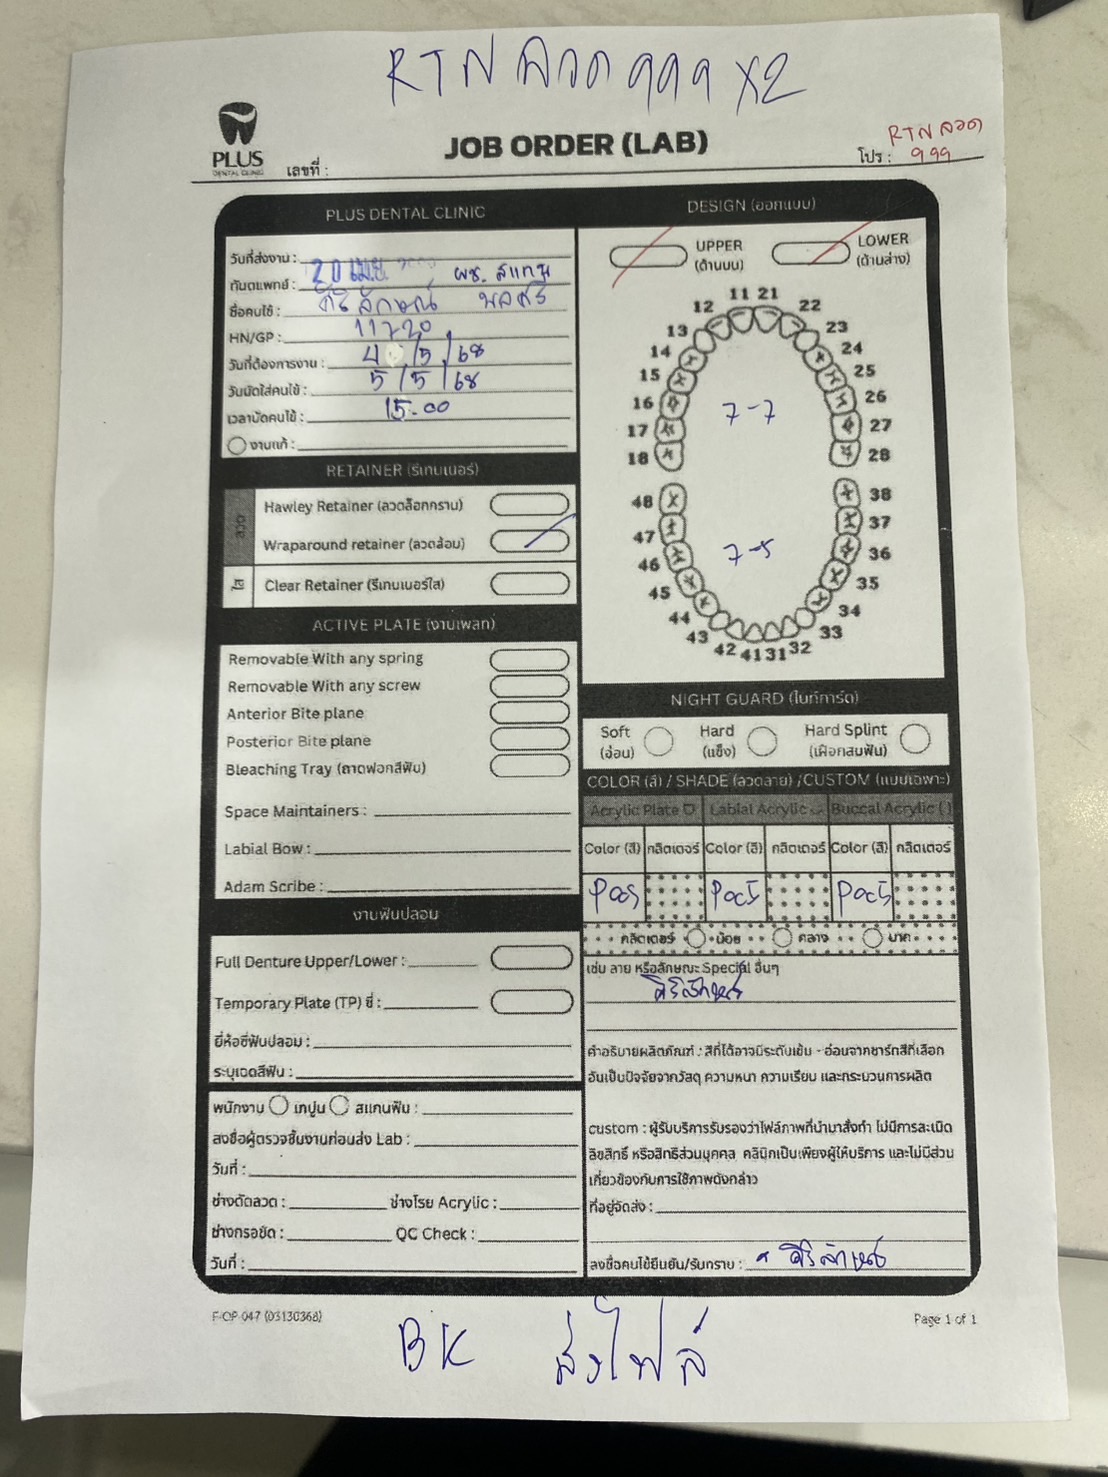 RTN ลวด 999 X2
PLUS
DENTAL CLINIC
JOB ORDER (LAB)
เลขที่ :
โปร : RTN ลวด 999
PLUS DENTAL CLINIC
วันที่ส่งงาน : 20 เม.ย.
ทันตแพทย์ : ผช. สแกน
ชื่อคนไข้ : ศิริลักษณ์ พลศรี
HN/GP : 11720
วันที่ต้องการงาน : 4/5/68
วันนัดใส่คนไข้ : 5/5/68
เวลานัดคนไข้ : 15.00
งานแก้ :
RETAINER (รีเทนเนอร์)
ลวด
Hawley Retainer (ลวดล็อกกราม)
Wraparound retainer (ลวดล้อม)
ใส
Clear Retainer (รีเทนเนอร์ใส)
ACTIVE PLATE (งานเพลท)
Removable With any spring
Removable With any screw
Anterior Bite plane
Posterior Bite plane
Bleaching Tray (ถาดฟอกสีฟัน)
Space Maintainers :
Labial Bow :
Adam Scribe :
งานฟันปลอม
Full Denture Upper/Lower :
Temporary Plate (TP) ซี่ :
ยี่ห้อซี่ฟันปลอม :
ระบุเฉดสีฟัน :
พนักงาน เทปูน สแกนฟัน :
ลงชื่อผู้ตรวจชิ้นงานก่อนส่ง Lab :
วันที่ :
ช่างดัดลวด : ช่างโรย Acrylic :
ช่างกรอขัด : QC Check :
วันที่ :
DESIGN (ออกแบบ)
UPPER (ด้านบน)
LOWER (ด้านล่าง)
11 21
12 22
13 23
14 24
15 25
16 26
17 27
18 28
7-7
48 38
47 37
46 36
45 35
44 34
43 33
42 41 31 32
7-5
NIGHT GUARD (ไนท์การ์ด)
Soft (อ่อน)
Hard (แข็ง)
Hard Splint (เฝือกสบฟัน)
COLOR (สี) / SHADE (ลวดลาย) /CUSTOM (แบบเฉพาะ)
Acrylic Plate Labial Acrylic Buccal Acrylic ( )
Color (สี) กลิตเตอร์ Color (สี) กลิตเตอร์ Color (สี) กลิตเตอร์
กลิตเตอร์ น้อย กลาง มาก
เช่น ลาย หรือลักษณะ Special อื่นๆ
ศิริลักษณ์
คำอธิบายผลิตภัณฑ์ : สีที่ได้อาจมีระดับเข้ม - อ่อนจากชาร์ทสีที่เลือก
อันเป็นปัจจัยจากวัสดุ ความหนา ความเรียบ และกระบวนการผลิต
custom : ผู้รับบริการรับรองว่าไฟล์ภาพที่นำมาสั่งทำ ไม่มีการละเมิด
ลิขสิทธิ์ หรือสิทธิส่วนบุคคล คลินิกเป็นเพียงผู้ให้บริการ และไม่มีส่วน
เกี่ยวข้องกับการใช้ภาพดังกล่าว
ที่อยู่จัดส่ง :
ลงชื่อคนไข้ยืนยัน/รับทราบ : ศิริลักษณ์
F-OP-047 (03130368)
Page 1 of 1
BK ส่งไฟล์